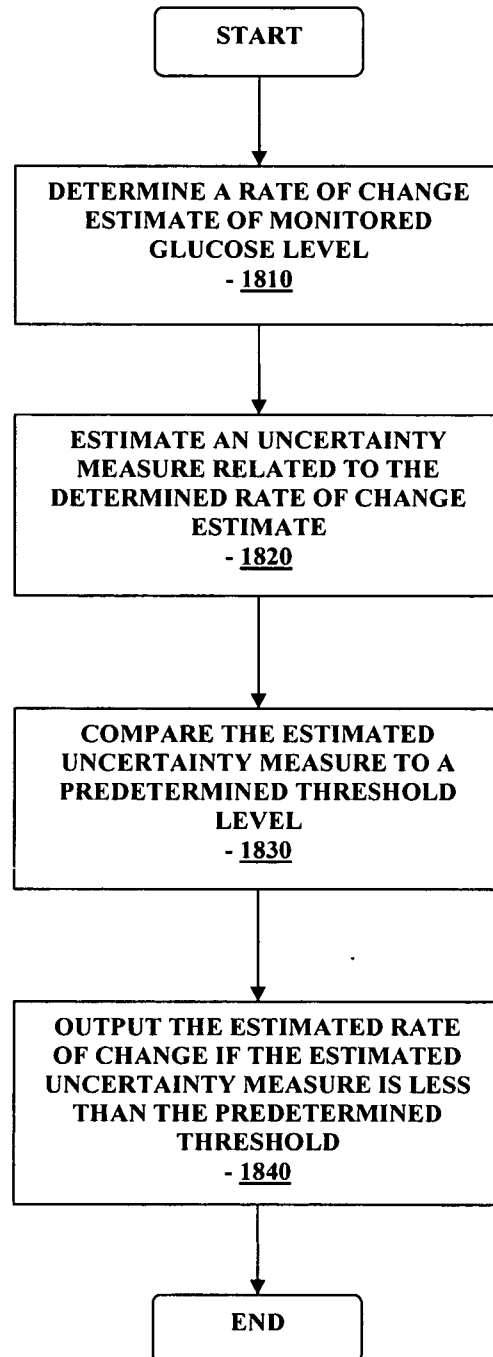 START
DETERMINE A RATE OF CHANGE
ESTIMATE OF MONITORED
GLUCOSE LEVEL
- 1810
ESTIMATE AN UNCERTAINTY
MEASURE RELATED TO THE
DETERMINED RATE OF CHANGE
ESTIMATE
- 1820
COMPARE THE ESTIMATED
UNCERTAINTY MEASURE TO A
PREDETERMINED THRESHOLD
LEVEL
- 1830
OUTPUT THE ESTIMATED RATE
OF CHANGE IF THE ESTIMATED
UNCERTAINTY MEASURE IS LESS
THAN THE PREDETERMINED
THRESHOLD
- 1840
END